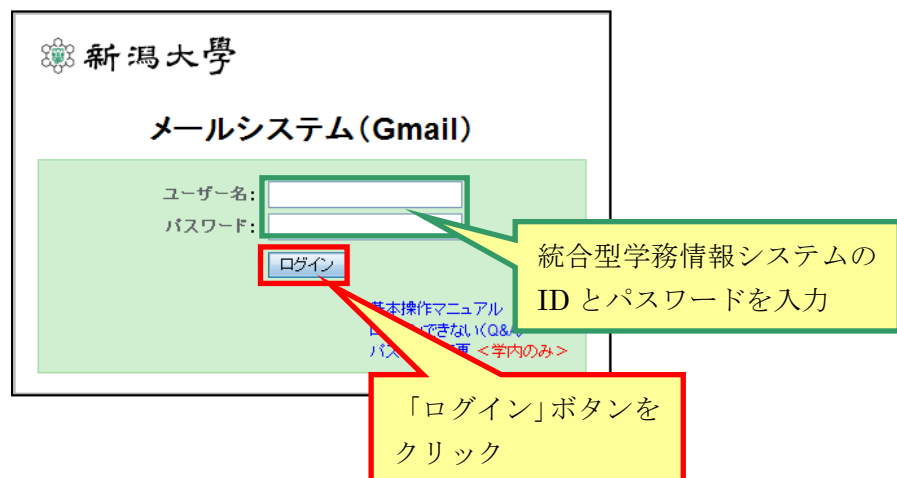 新潟大學
メールシステム(Gmail)
ユーザー名:
パスワード:
ログイン
統合型学務情報システムの
ID とパスワードを入力
基本操作マニュアル
できない(Q&A)
<学内のみ>
「ログイン」ボタンを
クリック